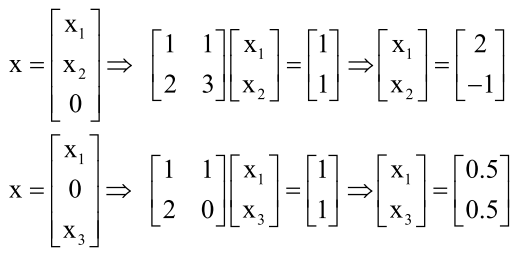 x = [x₁; x₂; 0] ⇒ [1 1; 2 3] [x₁; x₂] = [1; 1] ⇒ [x₁; x₂] = [2; −1]
x = [x₁; 0; x₃] ⇒ [1 1; 2 0] [x₁; x₃] = [1; 1] ⇒ [x₁; x₃] = [0.5; 0.5]